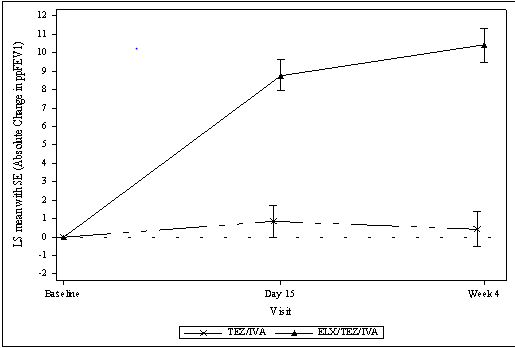 LS mean with SE (Absolute Change in ppFEV1)
12
11
10
9
8
7
6
5
4
3
2
1
0
-1
-2
Baseline
Day 15
Week 4
Visit
TEZ/IVA
ELX/TEZ/IVA